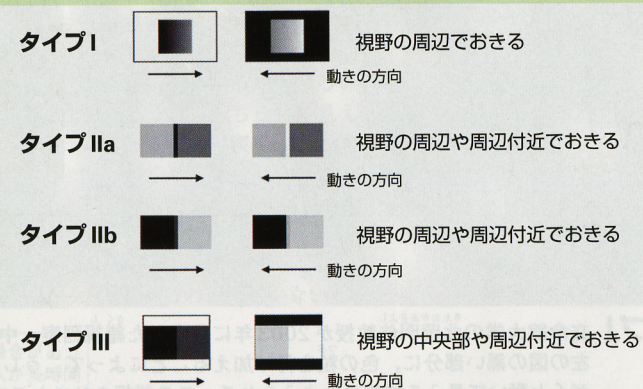 タイプI 視野の周辺でおきる
動きの方向
タイプIIa 視野の周辺や周辺付近でおきる
動きの方向
タイプIIb 視野の周辺や周辺付近でおきる
動きの方向
タイプIII 視野の中央部や周辺付近でおきる
動きの方向